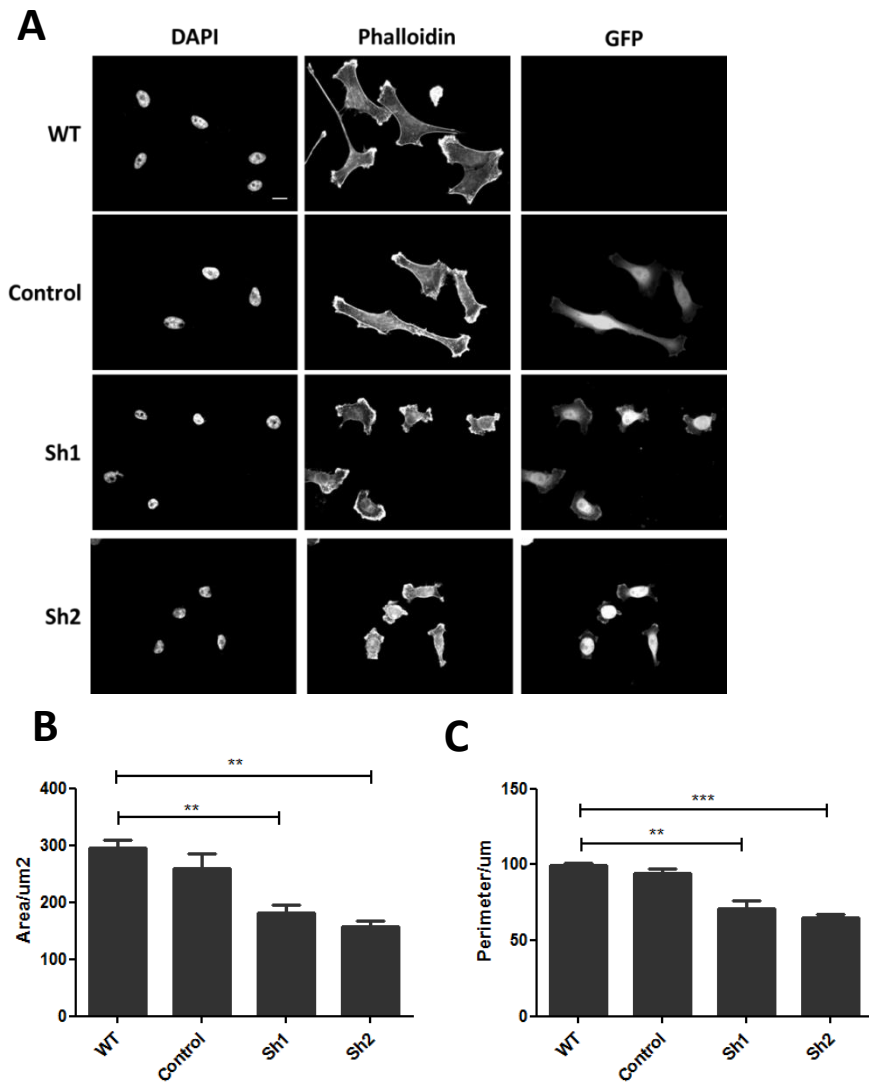 A
DAPI Phalloidin GFP
WT
Control
Sh1
Sh2
B
C
Area/um2
400
300
200
100
0
**
**
WT Control Sh1 Sh2
Perimeter/um
150
100
50
0
***
**
WT Control Sh1 Sh2